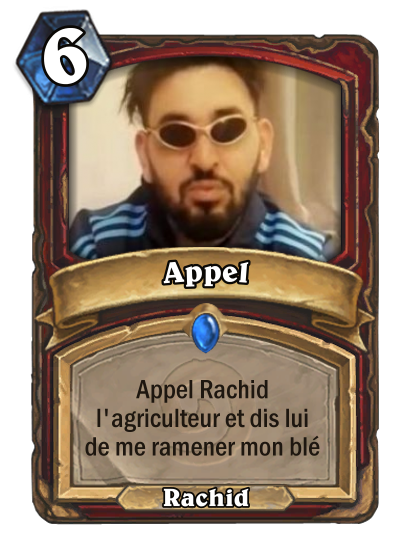 6
Appel
Appel Rachid
l'agriculteur et dis lui
de me ramener mon blé
Rachid